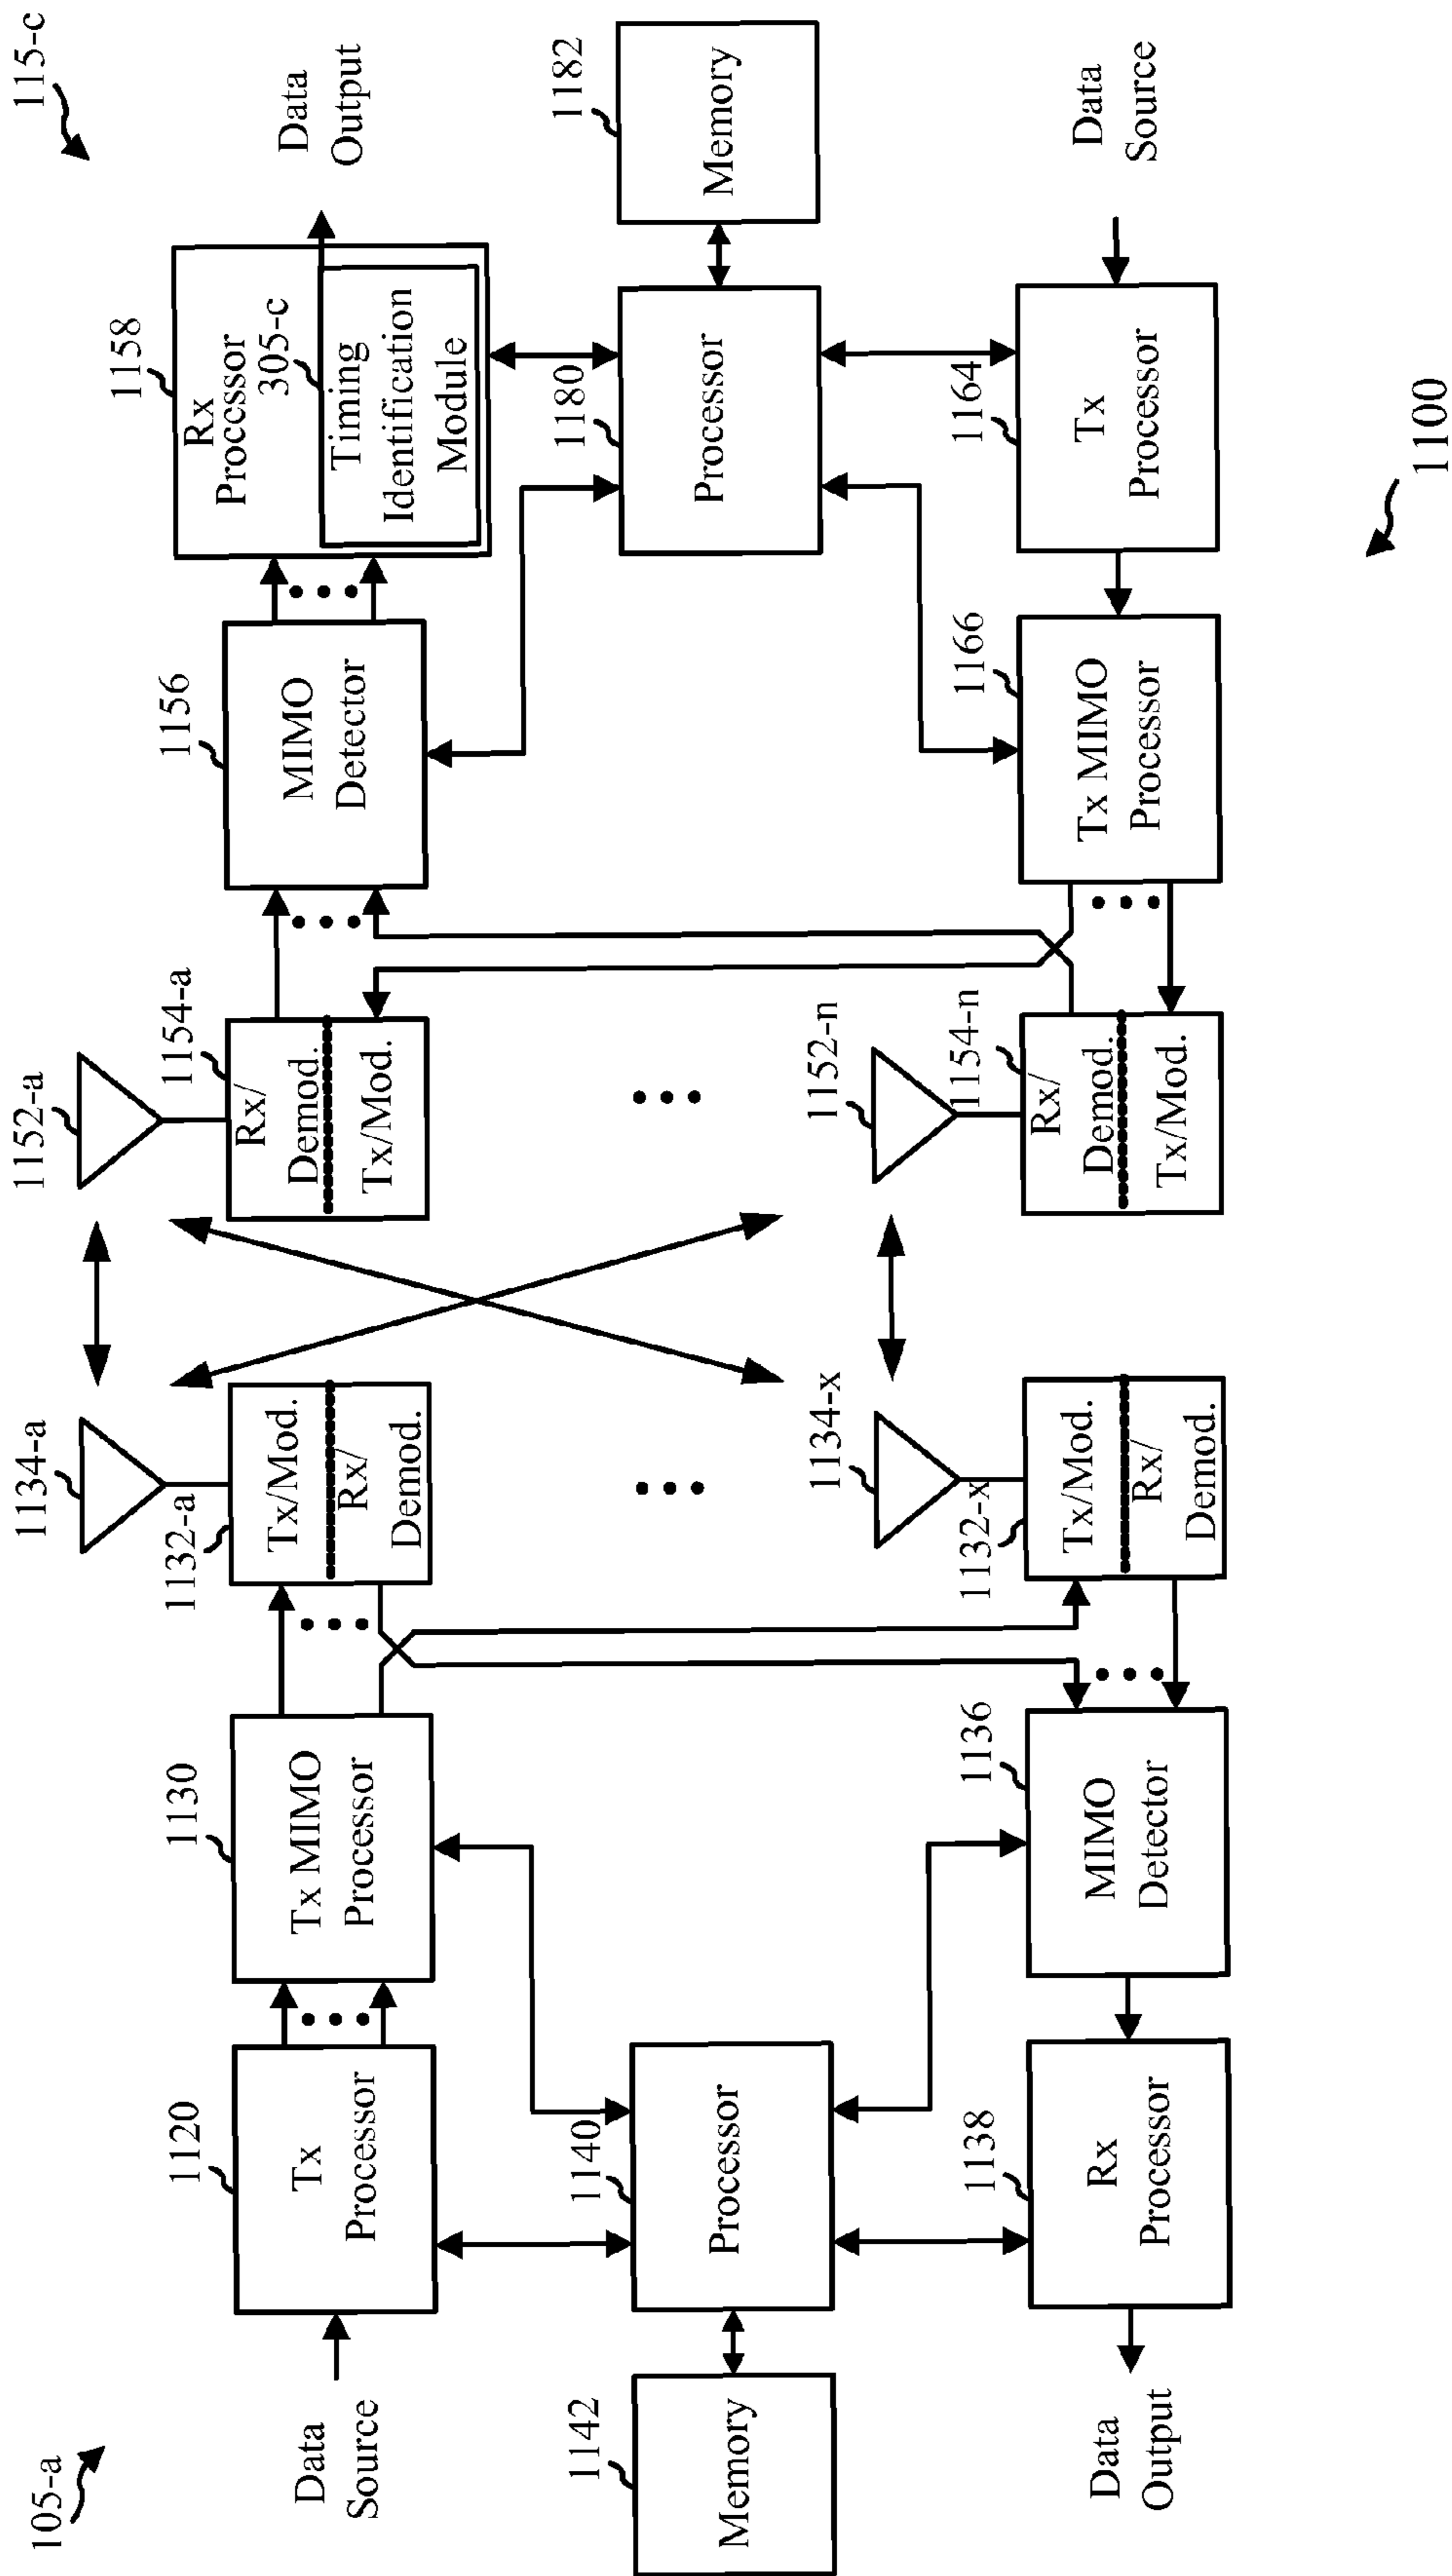 105-a
Data
Source
1120
Tx
Processor
1130
Tx MIMO
Processor
1132-a
Tx/Mod.
Rx/
Demod.
1134-a
1142
Memory
1140
Processor
1134-x
1132-x
Tx/Mod.
Rx/
Demod.
1136
MIMO
Detector
1138
Rx
Processor
Data
Output
115-c
1152-a
1154-a
Rx/
Demod.
Tx/Mod.
1156
MIMO
Detector
1158
Rx
Processor
305-c
Timing
Identification
Module
Data
Output
1180
Processor
1182
Memory
1152-n
1154-n
Rx/
Demod.
Tx/Mod.
1166
Tx MIMO
Processor
1164
Tx
Processor
Data
Source
1100